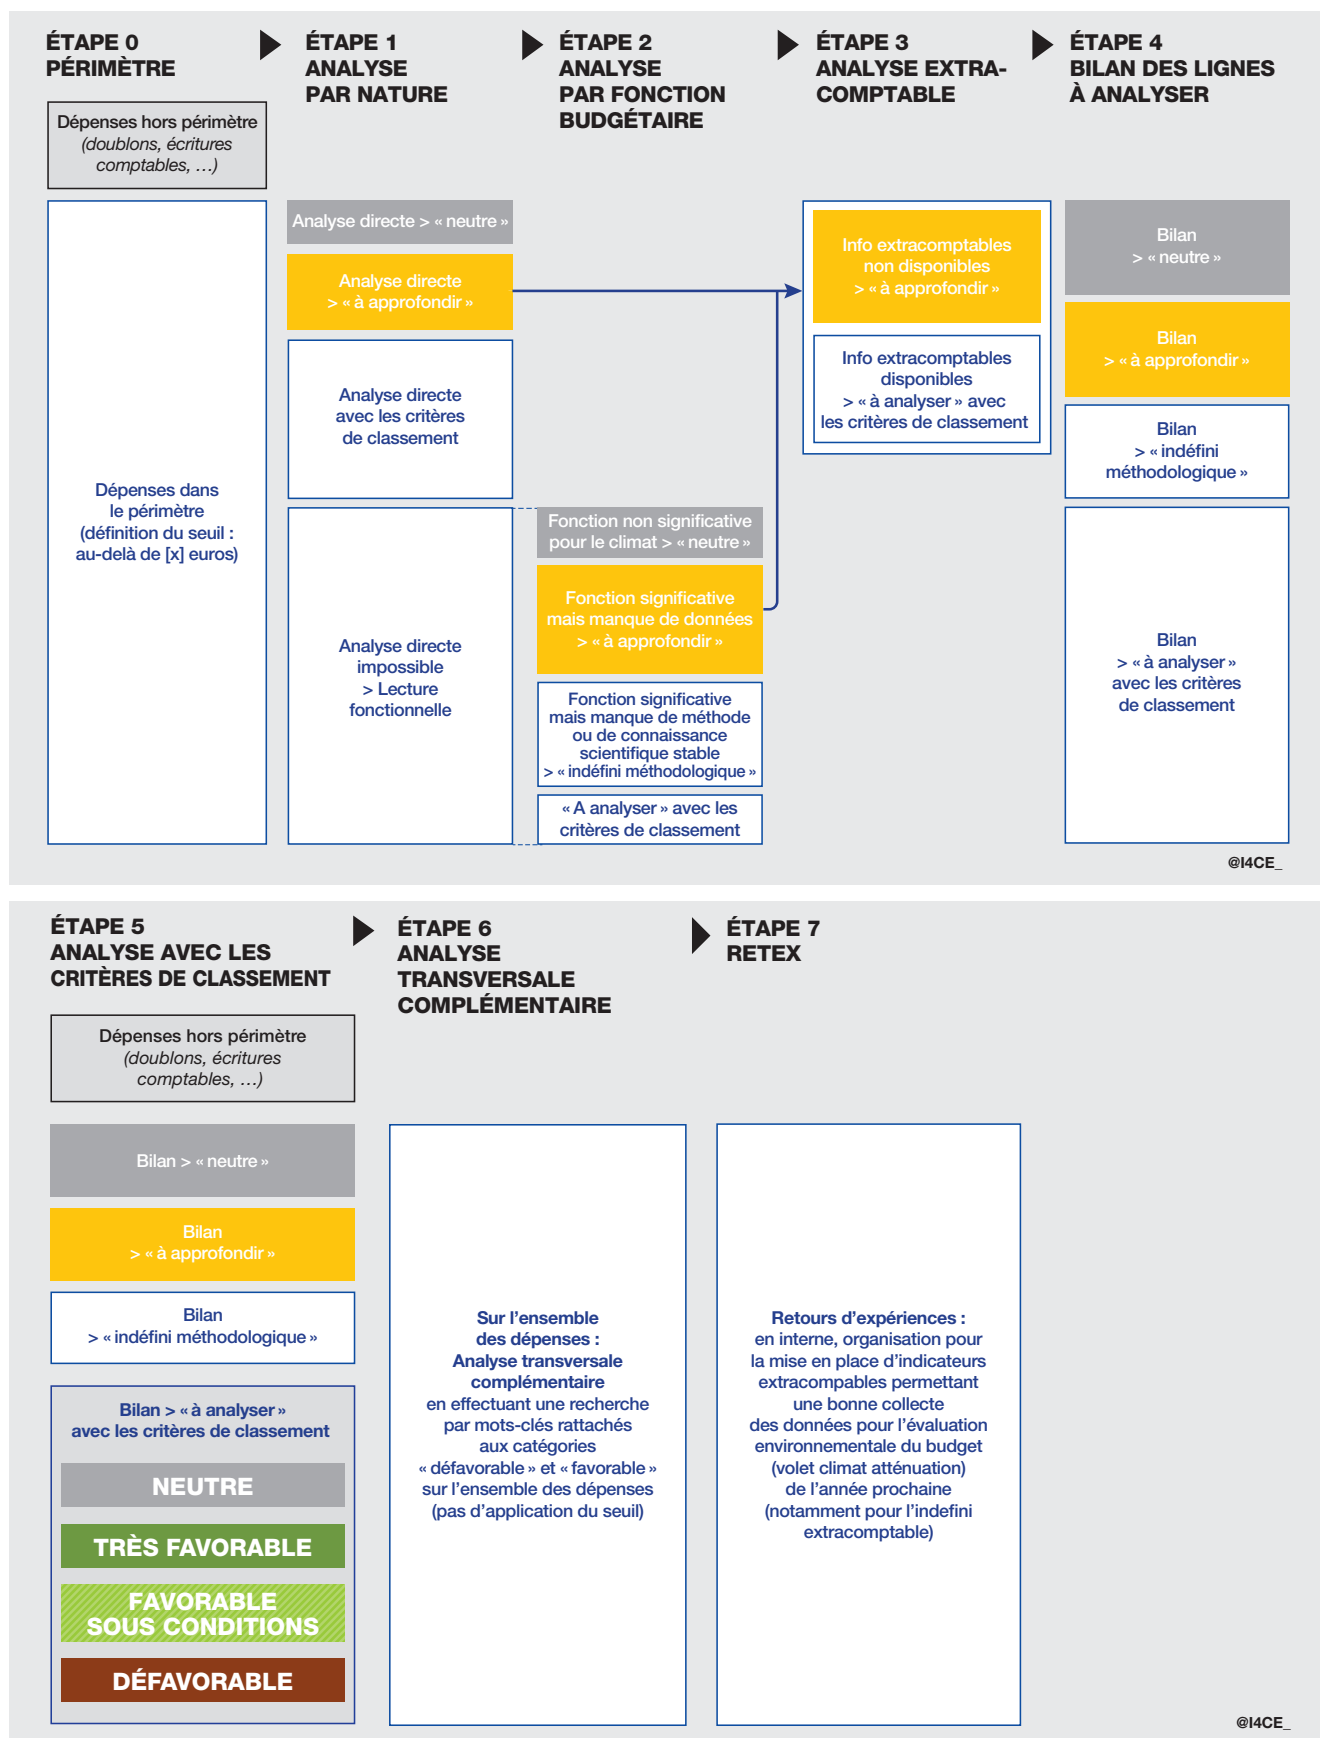 ÉTAPE 0
PÉRIMÈTRE
ÉTAPE 1
ANALYSE
PAR NATURE
ÉTAPE 2
ANALYSE
PAR FONCTION
BUDGÉTAIRE
ÉTAPE 3
ANALYSE EXTRA-
COMPTABLE
ÉTAPE 4
BILAN DES LIGNES
À ANALYSER
Dépenses hors périmètre
(doublons, écritures
comptables, …)
Dépenses dans
le périmètre
(définition du seuil :
au-delà de [x] euros)
Analyse directe > « neutre »
Analyse directe
> « à approfondir »
Analyse directe
avec les critères
de classement
Analyse directe
impossible
> Lecture
fonctionnelle
Fonction non significative
pour le climat > « neutre »
Fonction significative
mais manque de données
> « à approfondir »
Fonction significative
mais manque de méthode
ou de connaissance
scientifique stable
> « indéfini méthodologique »
« A analyser » avec les
critères de classement
Info extracomptables
non disponibles
> « à approfondir »
Info extracomptables
disponibles
> « à analyser » avec
les critères de classement
Bilan
> « neutre »
Bilan
> « à approfondir »
Bilan
> « indéfini
méthodologique »
Bilan
> « à analyser »
avec les critères
de classement
@I4CE_
ÉTAPE 5
ANALYSE AVEC LES
CRITÈRES DE CLASSEMENT
ÉTAPE 6
ANALYSE
TRANSVERSALE
COMPLÉMENTAIRE
ÉTAPE 7
RETEX
Dépenses hors périmètre
(doublons, écritures
comptables, …)
Bilan > « neutre »
Bilan
> « à approfondir »
Bilan
> « indéfini méthodologique »
Bilan > « à analyser »
avec les critères de classement
NEUTRE
TRÈS FAVORABLE
FAVORABLE
SOUS CONDITIONS
DÉFAVORABLE
Sur l'ensemble
des dépenses :
Analyse transversale
complémentaire
en effectuant une recherche
par mots-clés rattachés
aux catégories
« défavorable » et « favorable »
sur l'ensemble des dépenses
(pas d'application du seuil)
Retours d'expériences :
en interne, organisation pour
la mise en place d'indicateurs
extracompables permettant
une bonne collecte
des données pour l'évaluation
environnementale du budget
(volet climat atténuation)
de l'année prochaine
(notamment pour l'indefini
extracomptable)
@I4CE_